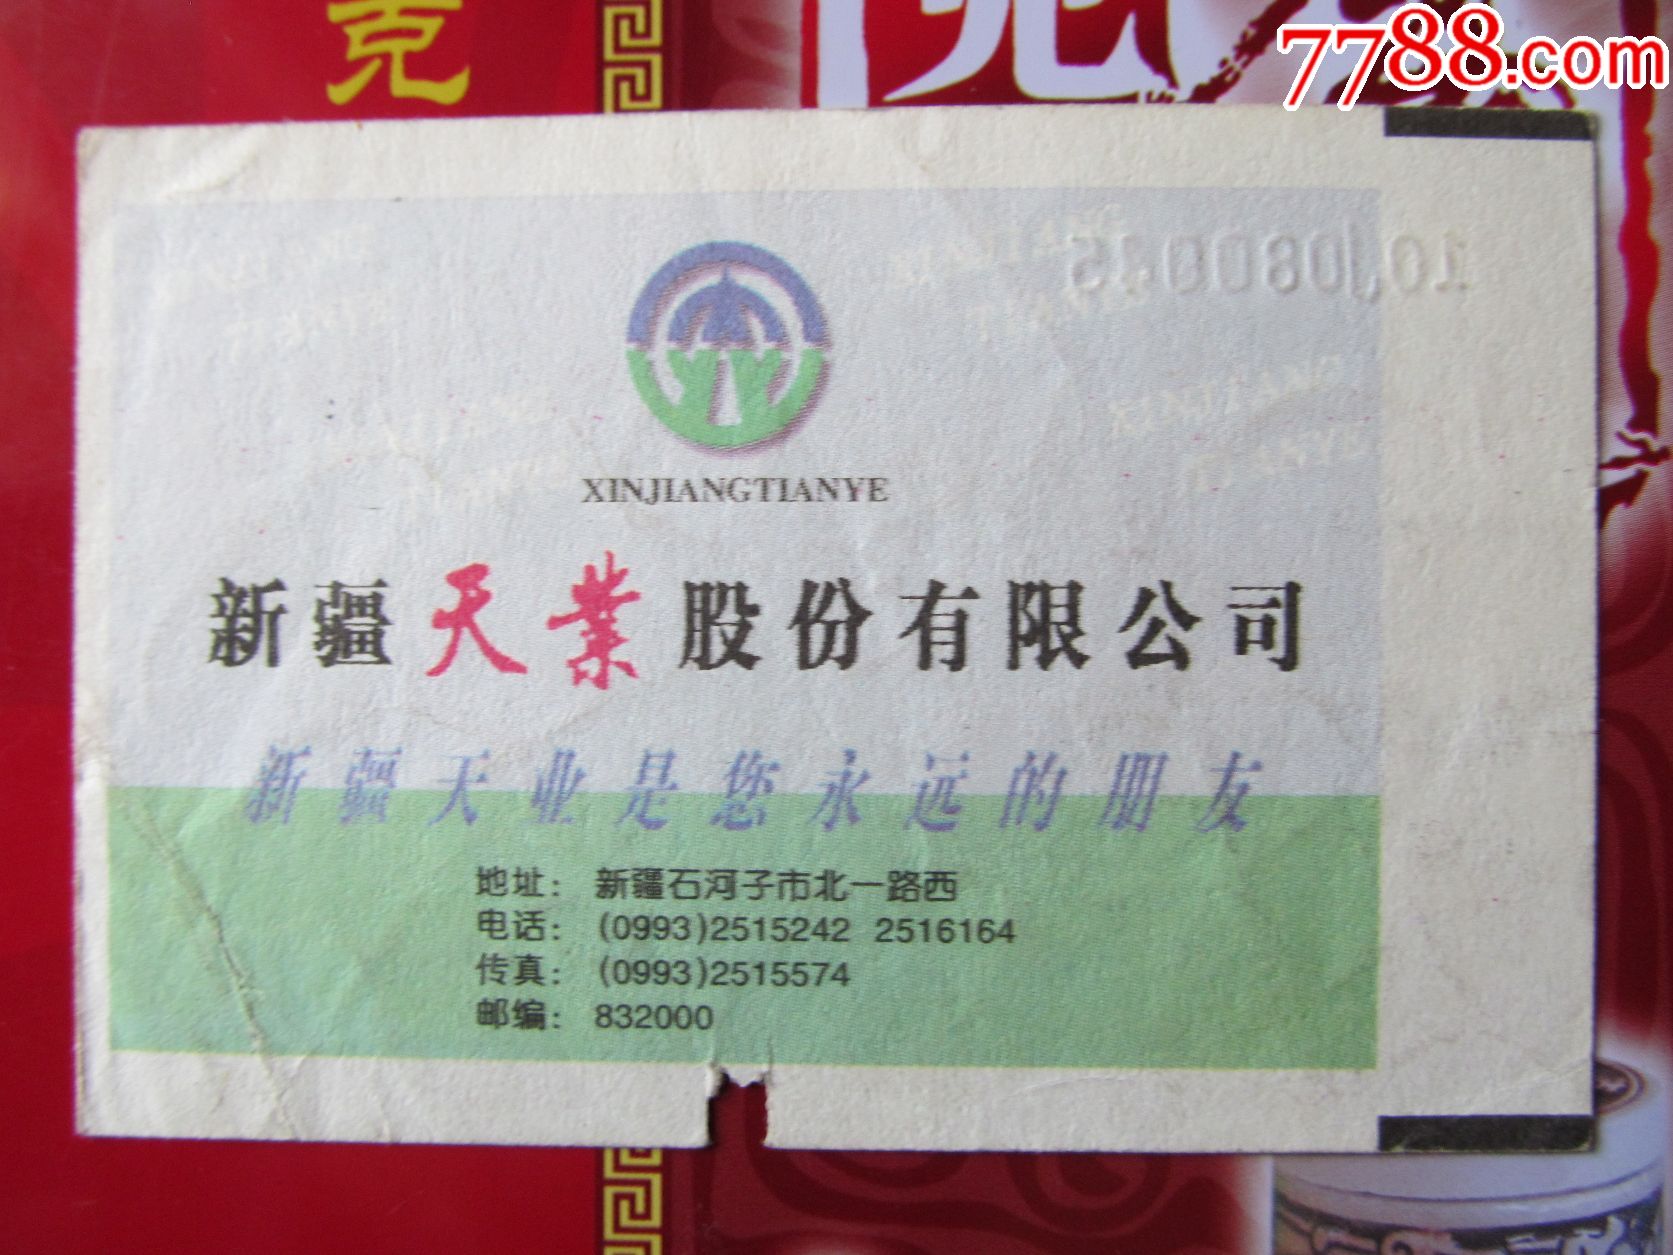 克
7788.com
XINJIANGTIANYE
新疆天業股份有限公司
新疆天业是您永远的朋友
地址： 新疆石河子市北一路西
电话： (0993)2515242 2516164
传真： (0993)2515574
邮编： 832000